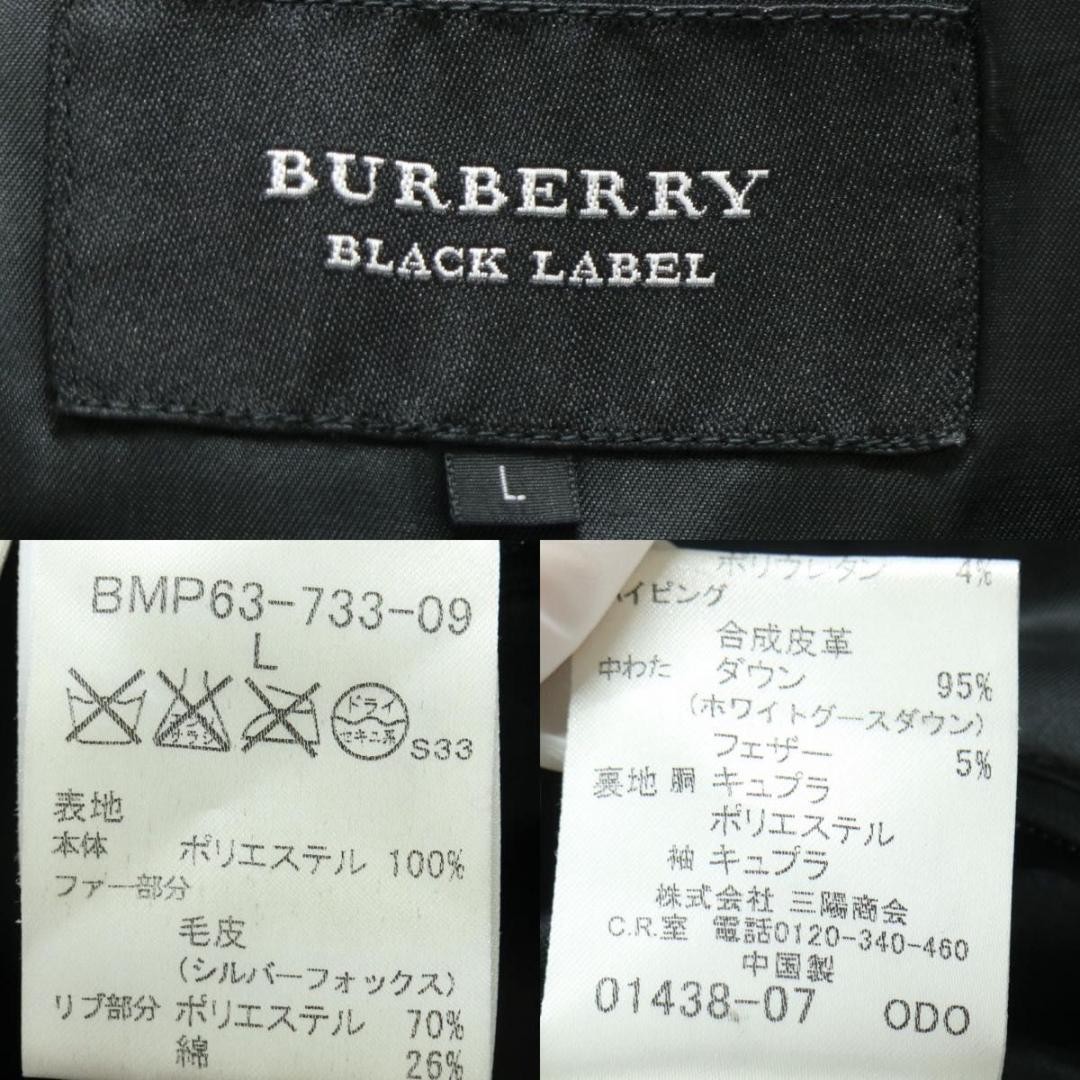 BURBERRY
BLACK LABEL
L
BMP63-733-09
L
ドライ
セキユ系
S33
表地
本体 ポリエステル 100%
ファー部分
毛皮
(シルバーフォックス)
リブ部分 ポリエステル 70%
綿 26%
ポリウレタン 4%
パイピング
合成皮革
中わた ダウン 95%
(ホワイトグースダウン)
フェザー 5%
裏地 胴 キュプラ
ポリエステル
袖 キュプラ
株式会社 三陽商会
C.R.室 電話0120-340-460
中国製
01438-07 ODO